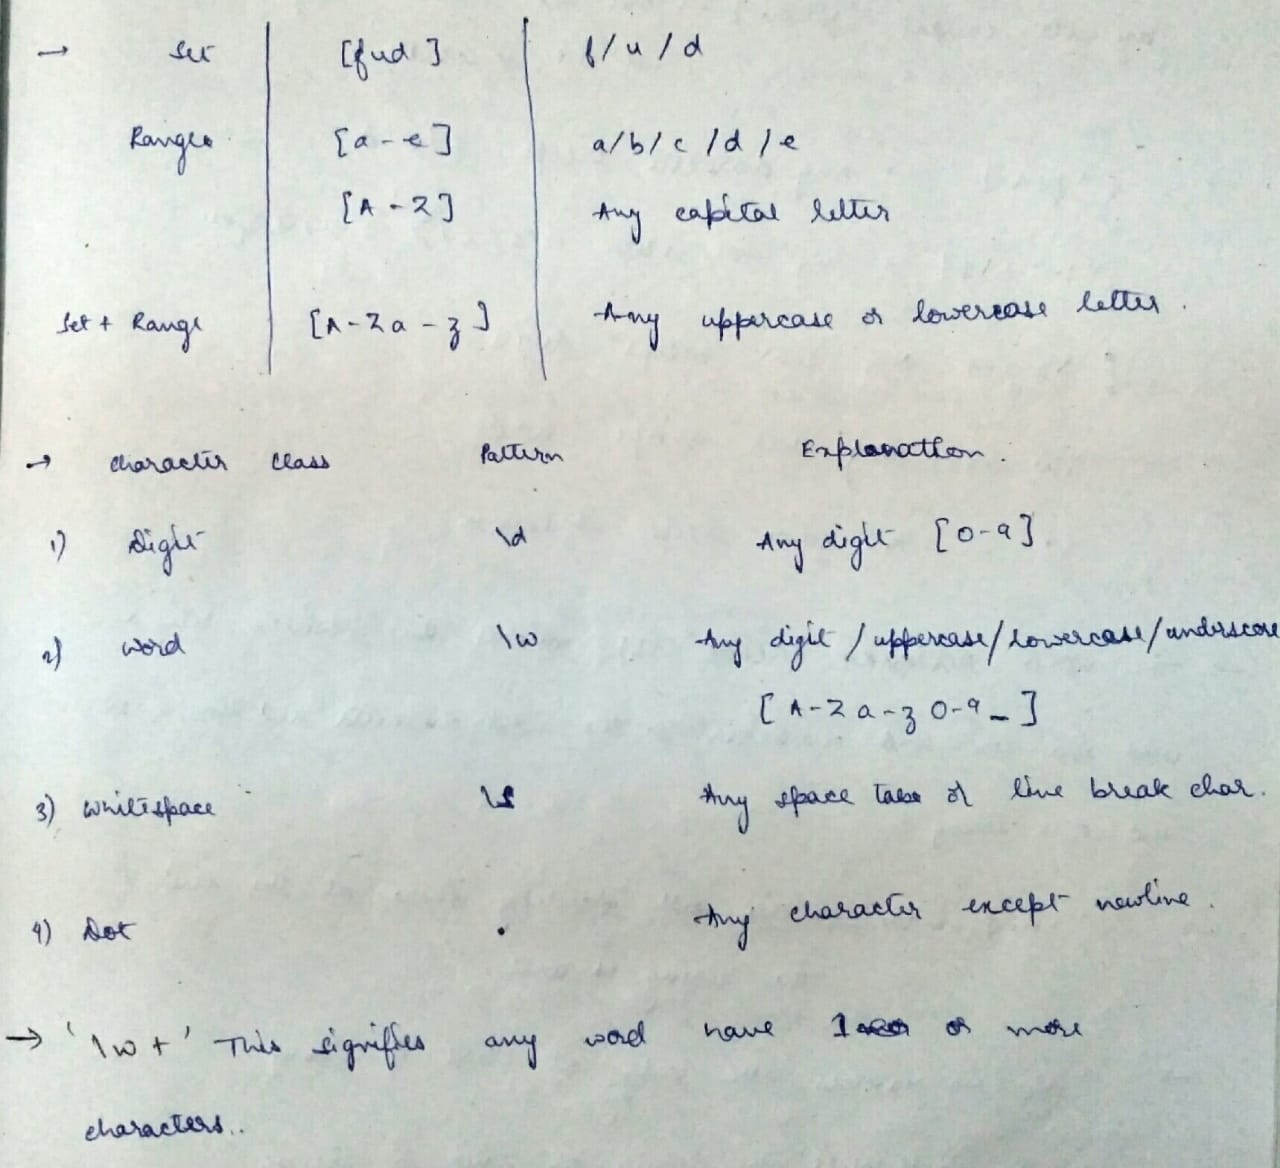 → Set [fud] f/u/d
Ranges [a-e] a/b/c/d/e
[A-Z] Any capital letter
Set + Range [A-Za-z] Any uppercase or lowercase letter.
→ character class Pattern Explanation.
1) Digit \d Any digit [0-9]
2) word \w Any digit / uppercase/lowercase/underscore
[A-Za-z0-9_]
3) whitespace \s Any space tabs or line break char.
4) Dot . Any character except newline.
→ '\w+' This signifies any word have 1 or more
characters..